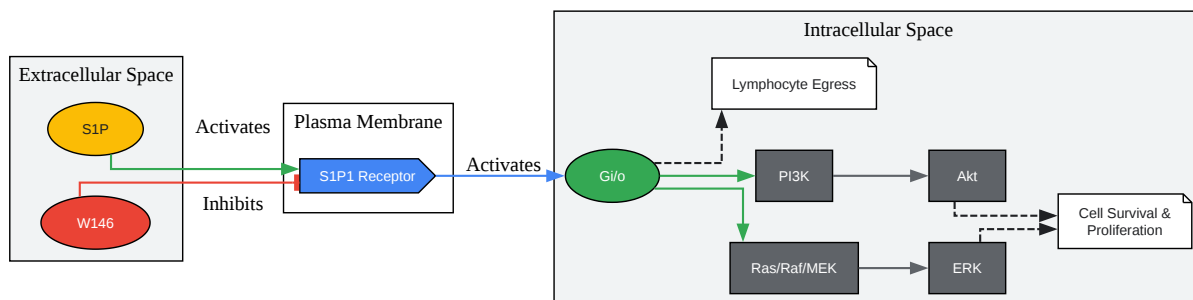 Extracellular Space
S1P
W146
Activates
Inhibits
Plasma Membrane
S1P1 Receptor
Activates
Intracellular Space
Lymphocyte Egress
Gi/o
PI3K
Akt
Ras/Raf/MEK
ERK
Cell Survival &
Proliferation